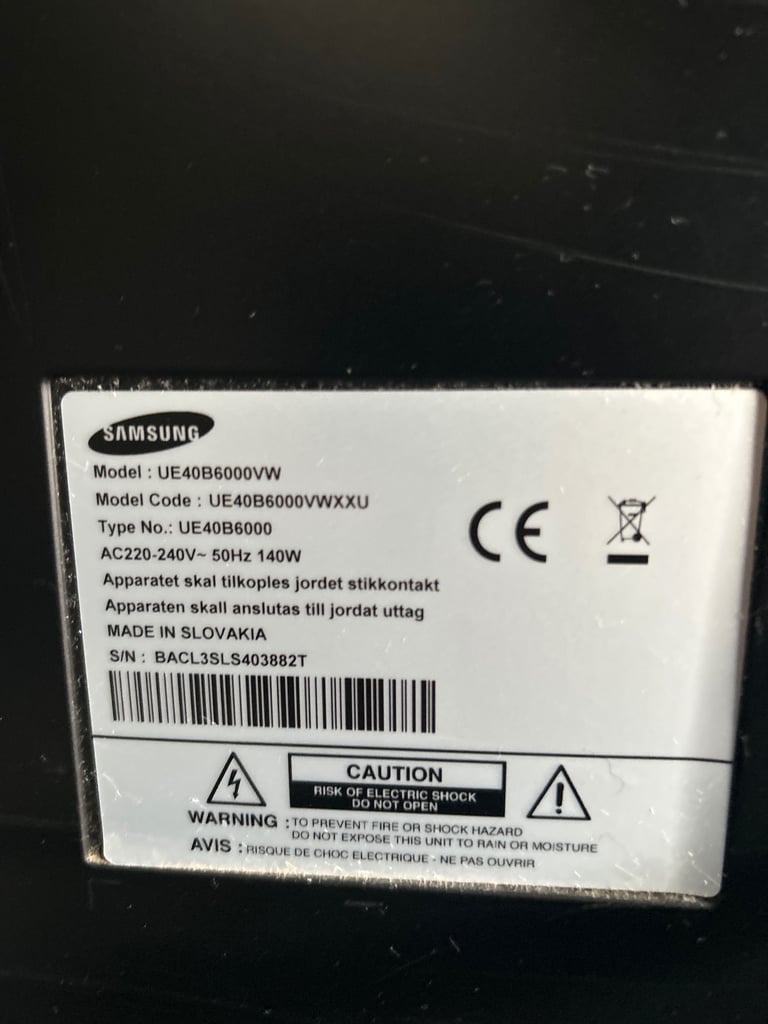 SAMSUNG
Model : UE40B6000VW
Model Code : UE40B6000VWXXU
Type No.: UE40B6000
AC220-240V~ 50Hz 140W
Apparatet skal tilkoples jordet stikkontakt
Apparaten skall anslutas till jordat uttag
MADE IN SLOVAKIA
S/N : BACL3SLS403882T
CE
CAUTION
RISK OF ELECTRIC SHOCK
DO NOT OPEN
WARNING : TO PREVENT FIRE OR SHOCK HAZARD
DO NOT EXPOSE THIS UNIT TO RAIN OR MOISTURE
AVIS : RISQUE DE CHOC ELECTRIQUE - NE PAS OUVRIR